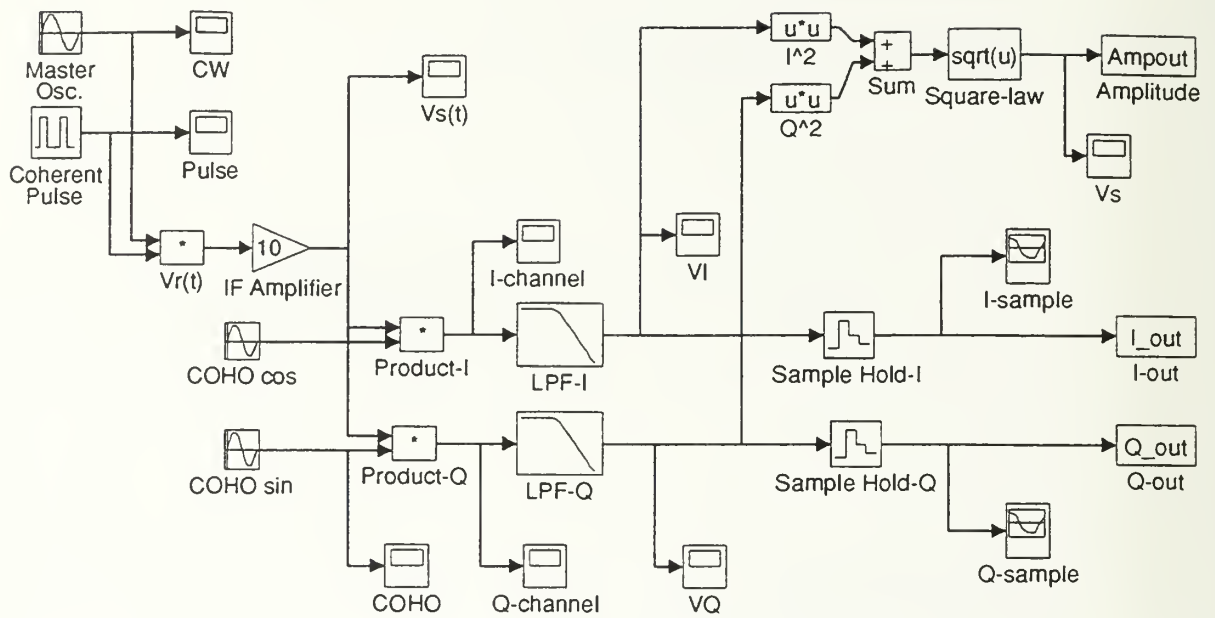 Master
Osc.
CW
Coherent
Pulse
Pulse
*
Vr(t)
10
IF Amplifier
Vs(t)
u*u
I^2
u*u
Q^2
+
+
Sum
sqrt(u)
Square-law
Ampout
Amplitude
Vs
I-channel
VI
I-sample
COHO cos
*
Product-I
LPF-I
Sample Hold-I
I_out
I-out
COHO sin
*
Product-Q
LPF-Q
Sample Hold-Q
Q_out
Q-out
COHO
Q-channel
VQ
Q-sample